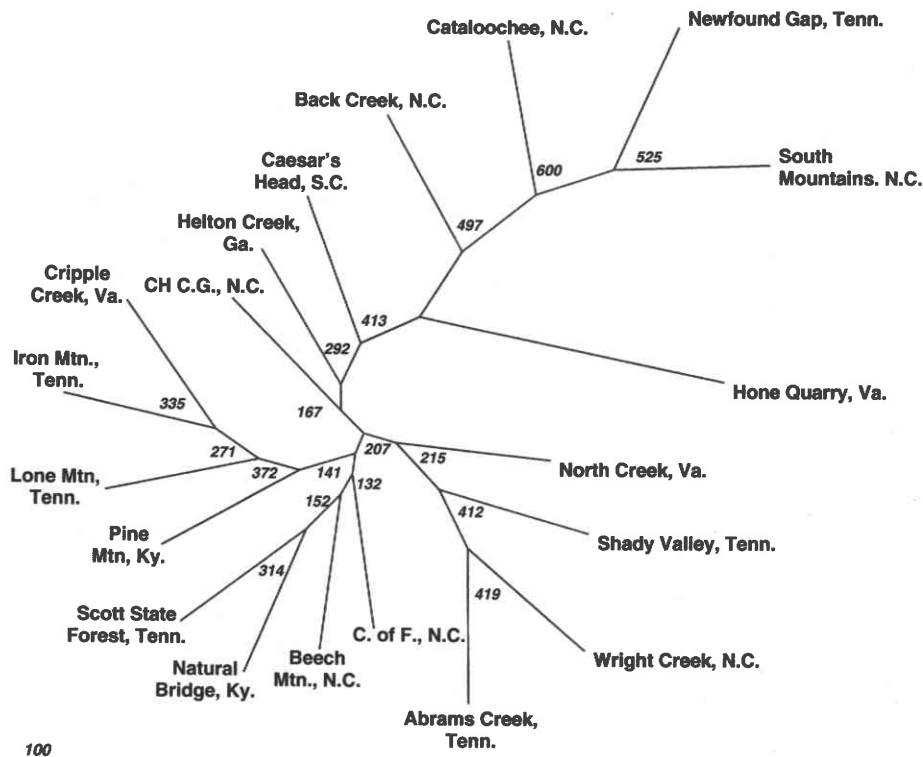 Newfound Gap, Tenn.
Cataloochee, N.C.
Back Creek, N.C.
600
525
South
Mountains. N.C.
Caesar's
Head, S.C.
497
Helton Creek,
Ga.
Cripple
Creek, Va.
CH C.G., N.C.
413
292
Iron Mtn.,
Tenn.
Hone Quarry, Va.
335
167
271
207
215
North Creek, Va.
Lone Mtn,
Tenn.
372
141
132
152
412
Pine
Mtn, Ky.
Shady Valley, Tenn.
314
419
Scott State
Forest, Tenn.
C. of F., N.C.
Natural
Bridge, Ky.
Beech
Mtn., N.C.
Wright Creek, N.C.
Abrams Creek,
Tenn.
100